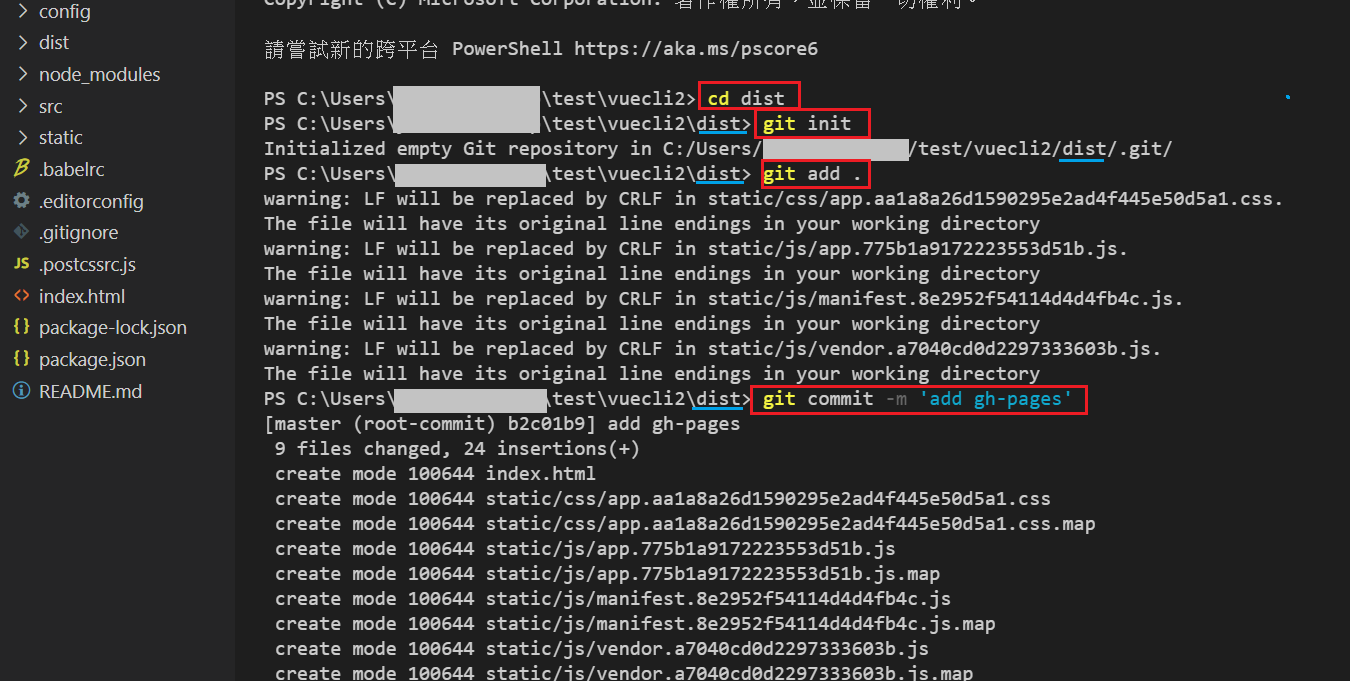 config
dist
node_modules
src
static
.babelrc
.editorconfig
.gitignore
JS .postcssrc.js
<> index.html
{} package-lock.json
{} package.json
README.md
Copyright (C) Microsoft Corporation. 著作權所有，並保留一切權利。
請嘗試新的跨平台 PowerShell https://aka.ms/pscore6
PS C:\Users\ \test\vuecli2> cd dist
PS C:\Users\ \test\vuecli2\dist> git init
Initialized empty Git repository in C:/Users/ /test/vuecli2/dist/.git/
PS C:\Users\ \test\vuecli2\dist> git add .
warning: LF will be replaced by CRLF in static/css/app.aa1a8a26d1590295e2ad4f445e50d5a1.css.
The file will have its original line endings in your working directory
warning: LF will be replaced by CRLF in static/js/app.775b1a9172223553d51b.js.
The file will have its original line endings in your working directory
warning: LF will be replaced by CRLF in static/js/manifest.8e2952f54114d4d4fb4c.js.
The file will have its original line endings in your working directory
warning: LF will be replaced by CRLF in static/js/vendor.a7040cd0d2297333603b.js.
The file will have its original line endings in your working directory
PS C:\Users\ \test\vuecli2\dist> git commit -m 'add gh-pages'
[master (root-commit) b2c01b9] add gh-pages
9 files changed, 24 insertions(+)
create mode 100644 index.html
create mode 100644 static/css/app.aa1a8a26d1590295e2ad4f445e50d5a1.css
create mode 100644 static/css/app.aa1a8a26d1590295e2ad4f445e50d5a1.css.map
create mode 100644 static/js/app.775b1a9172223553d51b.js
create mode 100644 static/js/app.775b1a9172223553d51b.js.map
create mode 100644 static/js/manifest.8e2952f54114d4d4fb4c.js
create mode 100644 static/js/manifest.8e2952f54114d4d4fb4c.js.map
create mode 100644 static/js/vendor.a7040cd0d2297333603b.js
create mode 100644 static/js/vendor.a7040cd0d2297333603b.js.map